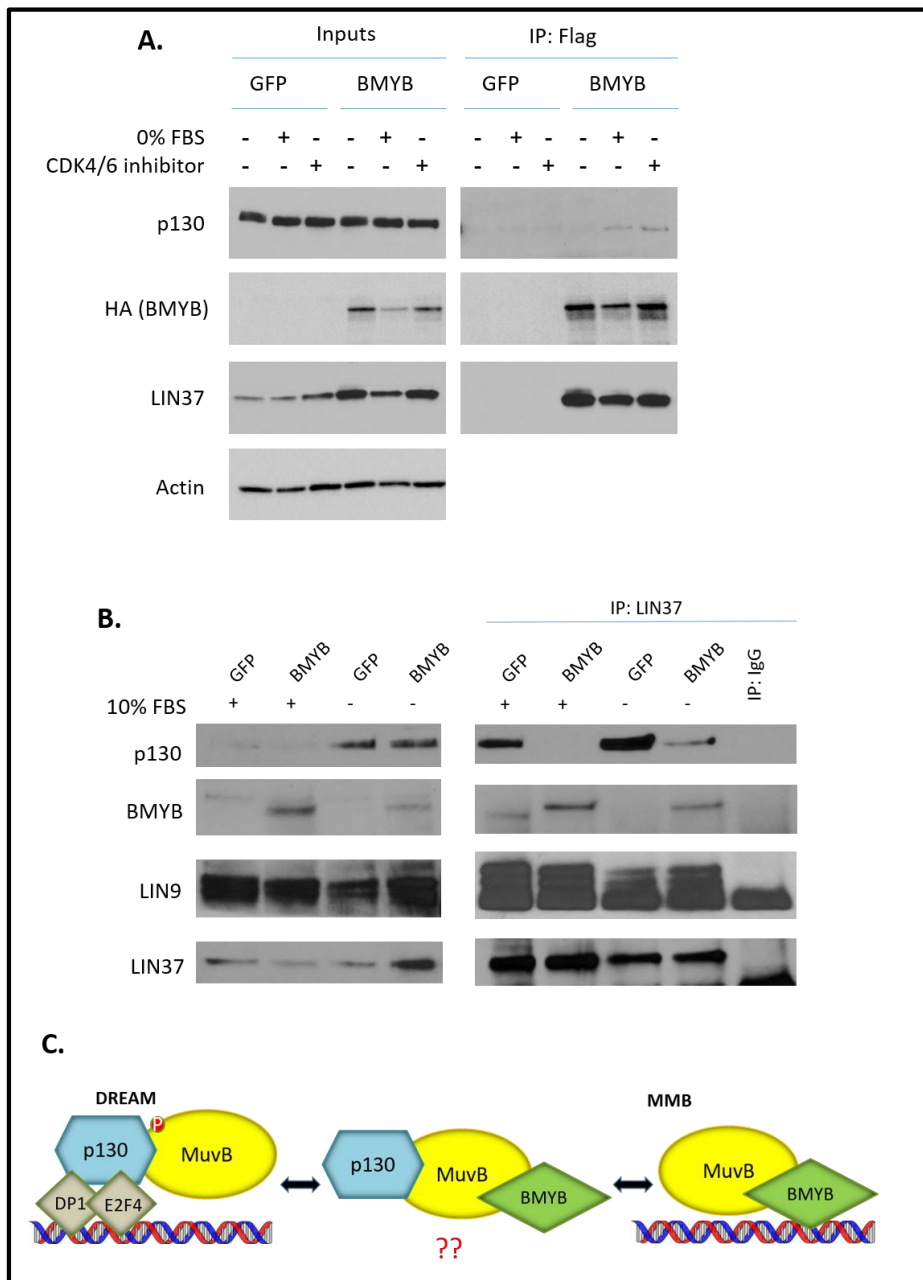 A.
Inputs IP: Flag
GFP BMYB GFP BMYB
0% FBS - + - - + - - + - - + -
CDK4/6 inhibitor - - + - - + - - + - - +
p130
HA (BMYB)
LIN37
Actin
B.
IP: LIN37
GFP BMYB GFP BMYB GFP BMYB GFP BMYB IP: IgG
10% FBS + + - - + + - -
p130
BMYB
LIN9
LIN37
C.
DREAM MMB
P
p130 MuvB p130 MuvB MuvB
DP1 E2F4 BMYB BMYB
??